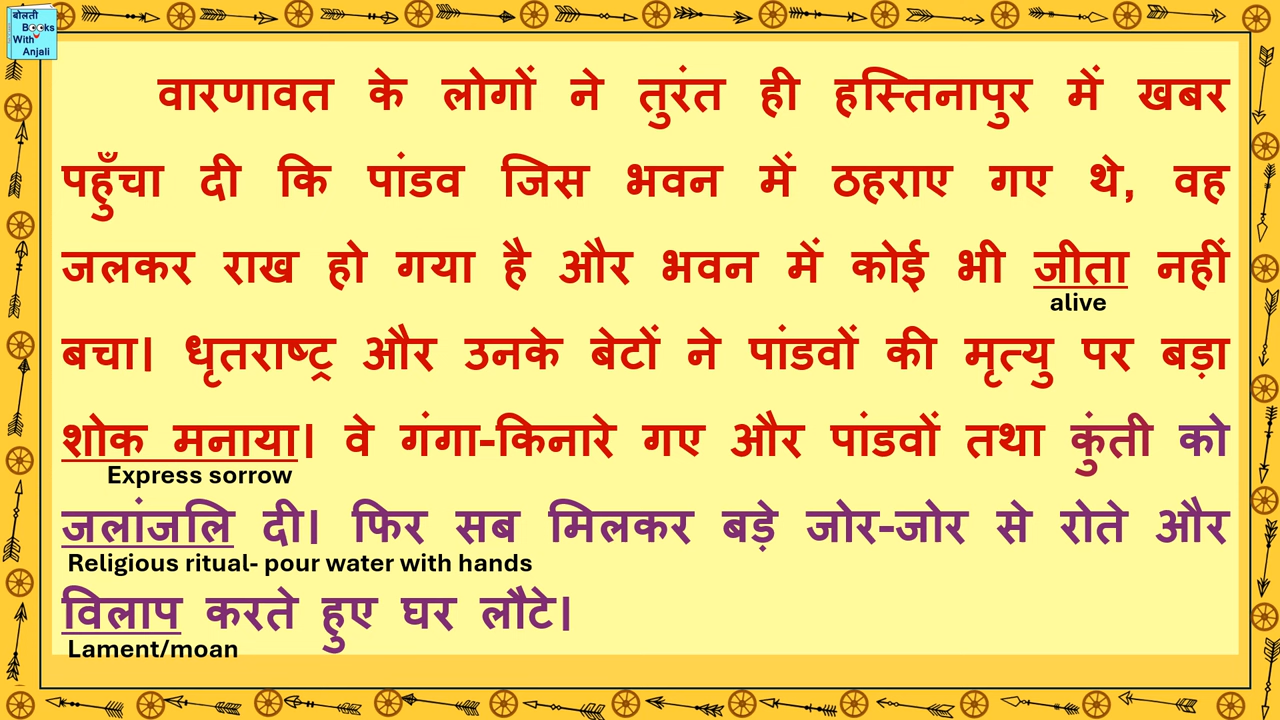 बोलती
Books
With
Anjali
वारणावत के लोगों ने तुरंत ही हस्तिनापुर में खबर
पहुँचा दी कि पांडव जिस भवन में ठहराए गए थे, वह
जलकर राख हो गया है और भवन में कोई भी जीता नहीं
alive
बचा। धृतराष्ट्र और उनके बेटों ने पांडवों की मृत्यु पर बड़ा
शोक मनाया। वे गंगा-किनारे गए और पांडवों तथा कुंती को
Express sorrow
जलांजलि दी। फिर सब मिलकर बड़े जोर-जोर से रोते और
Religious ritual- pour water with hands
विलाप करते हुए घर लौटे।
Lament/moan